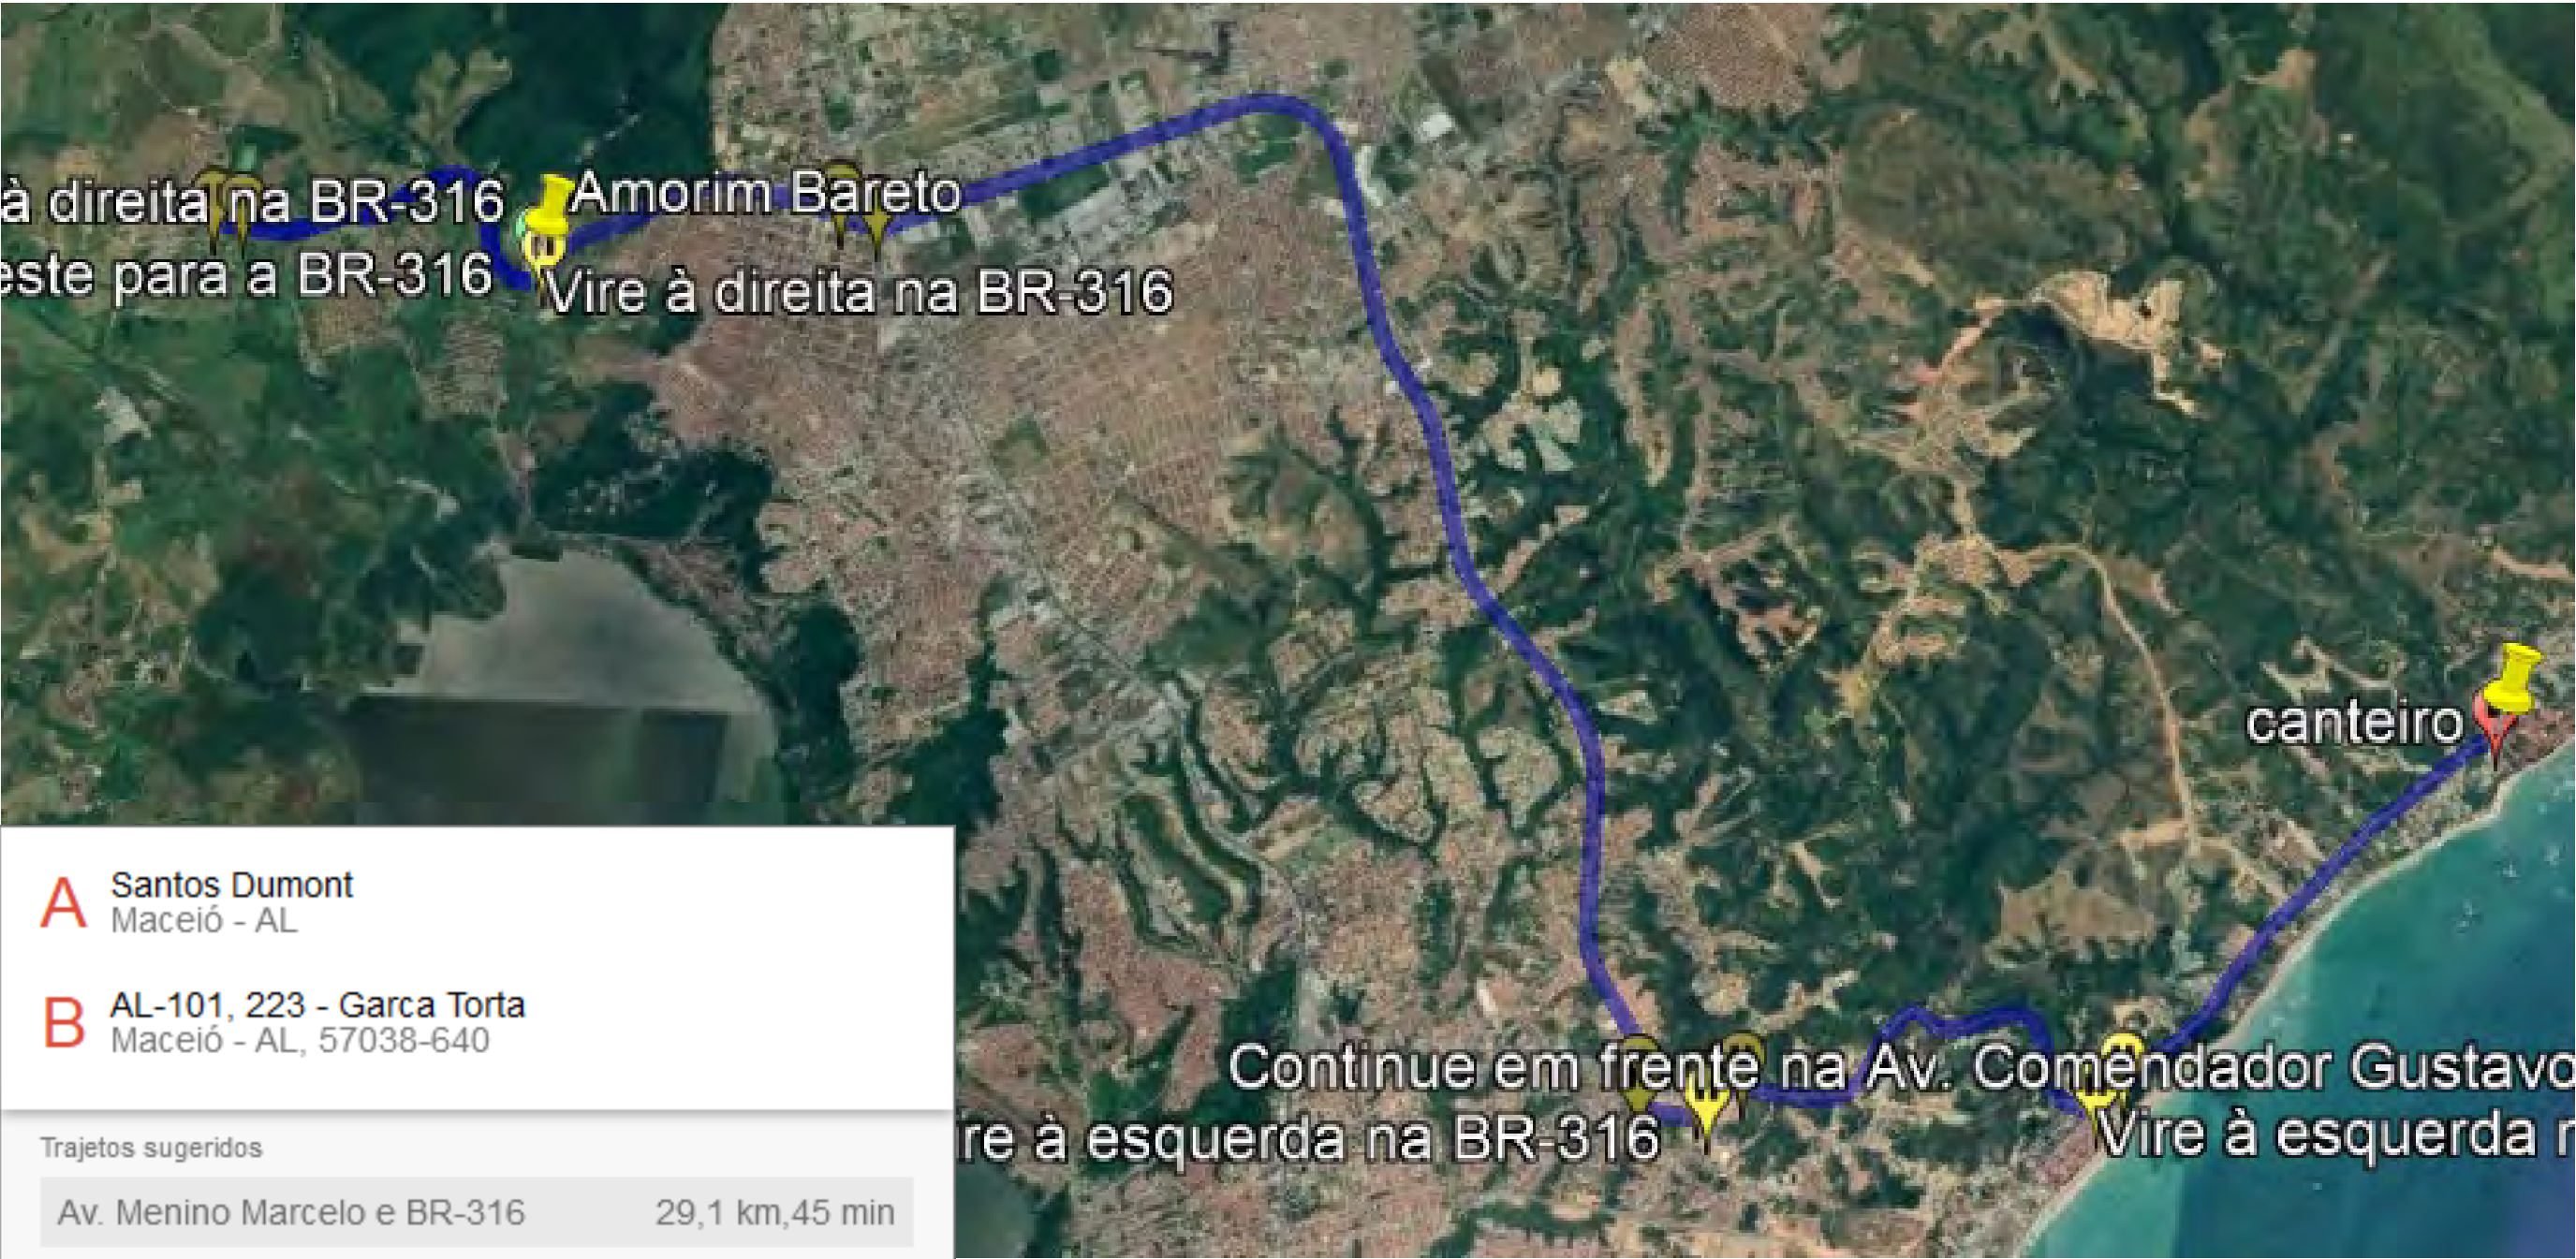 à direita na BR-316
Amorim Bareto
este para a BR-316
Vire à direita na BR-316
canteiro
A Santos Dumont
Maceió - AL
B AL-101, 223 - Garca Torta
Maceió - AL, 57038-640
Continue em frente na Av. Comendador Gustavo
re à esquerda na BR-316
Vire à esquerda r
Trajetos sugeridos
Av. Menino Marcelo e BR-316 29,1 km,45 min